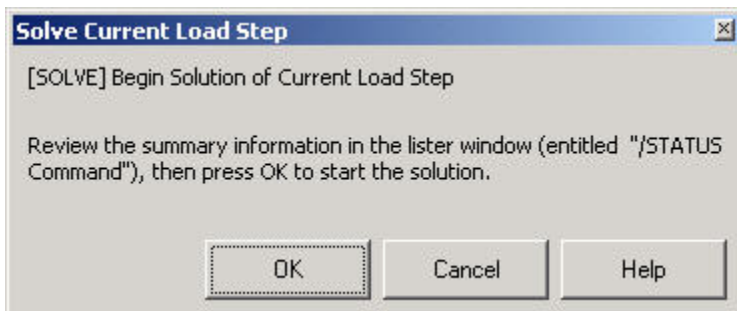 Solve Current Load Step
[SOLVE] Begin Solution of Current Load Step
Review the summary information in the lister window (entitled "/STATUS
Command"), then press OK to start the solution.
OK
Cancel
Help